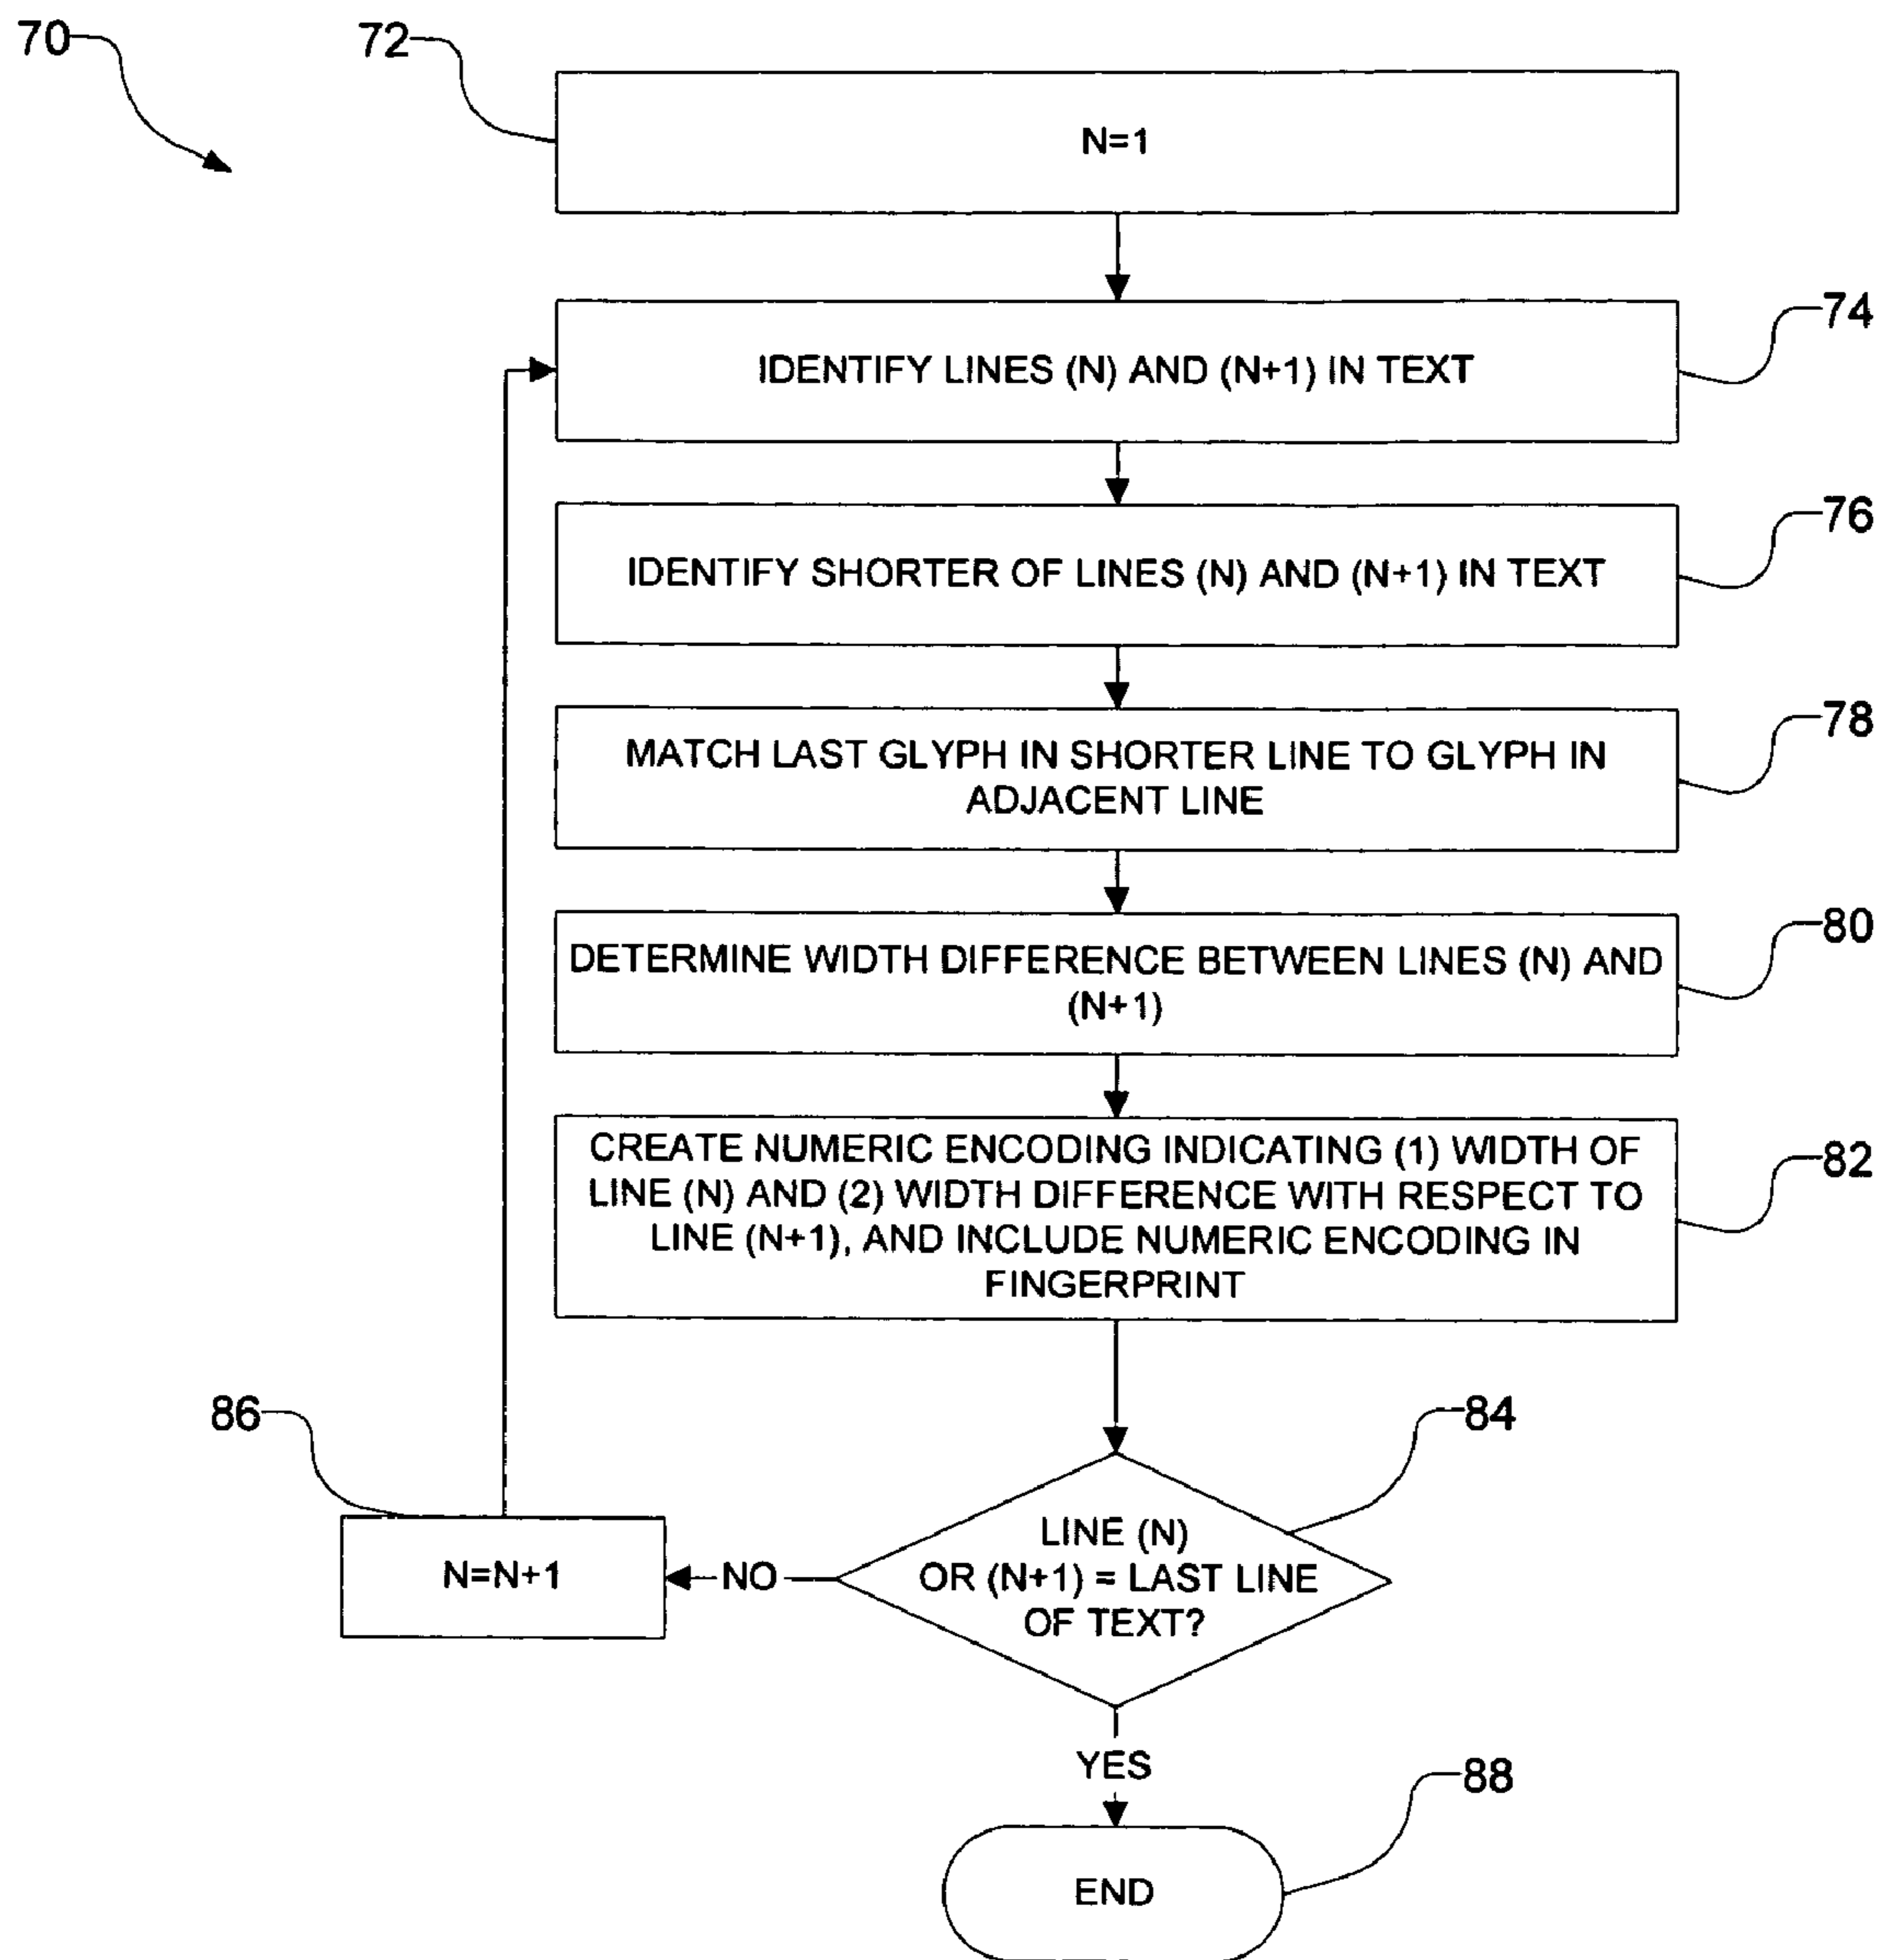 70
72
N=1
74
IDENTIFY LINES (N) AND (N+1) IN TEXT
76
IDENTIFY SHORTER OF LINES (N) AND (N+1) IN TEXT
78
MATCH LAST GLYPH IN SHORTER LINE TO GLYPH IN
ADJACENT LINE
80
DETERMINE WIDTH DIFFERENCE BETWEEN LINES (N) AND
(N+1)
82
CREATE NUMERIC ENCODING INDICATING (1) WIDTH OF
LINE (N) AND (2) WIDTH DIFFERENCE WITH RESPECT TO
LINE (N+1), AND INCLUDE NUMERIC ENCODING IN
FINGERPRINT
84
LINE (N)
OR (N+1) = LAST LINE
OF TEXT?
86
N=N+1
NO
YES
88
END